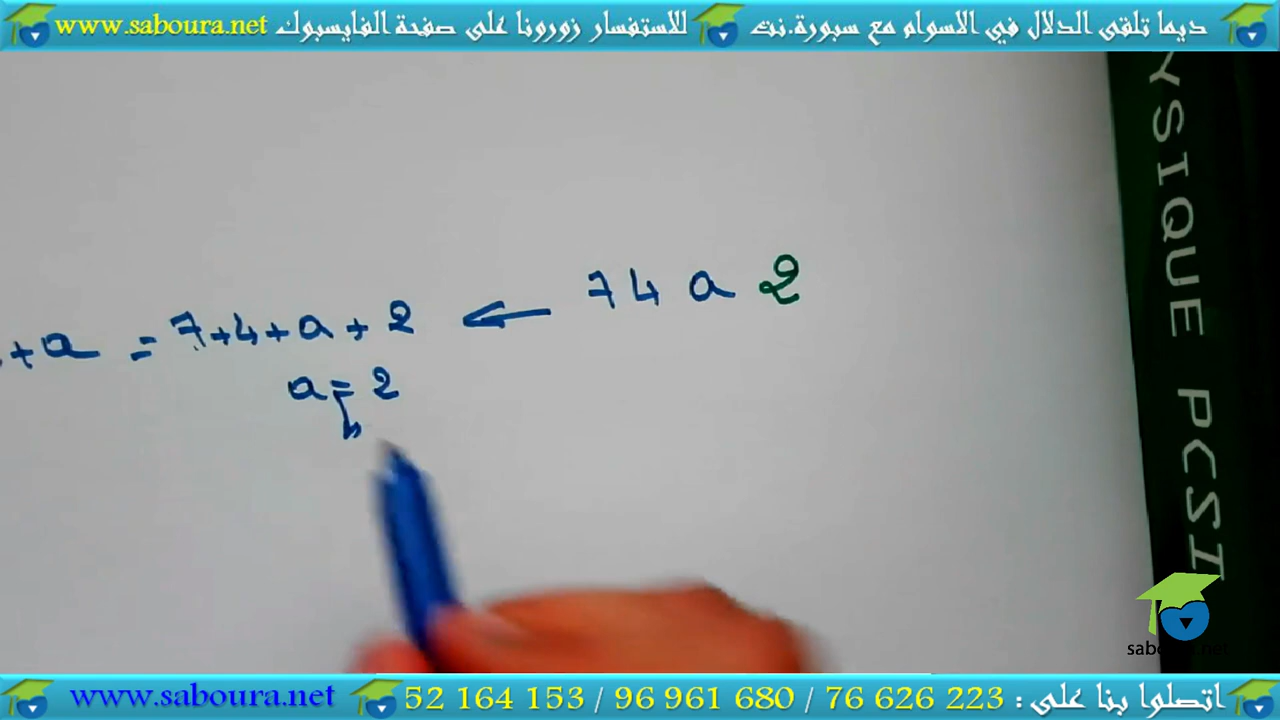 ديما تلقى الدلال في الاسوام مع سبورة.نت للاستفسار زورونا على صفحة الفايسبوك www.saboura.net
YSIQUE PCSI
74 a 2
+a = 7+4+a+2 ←
a = 2
saboura.net
اتصلوا بنا على : 76 626 223 / 96 961 680 / 52 164 153 www.saboura.net